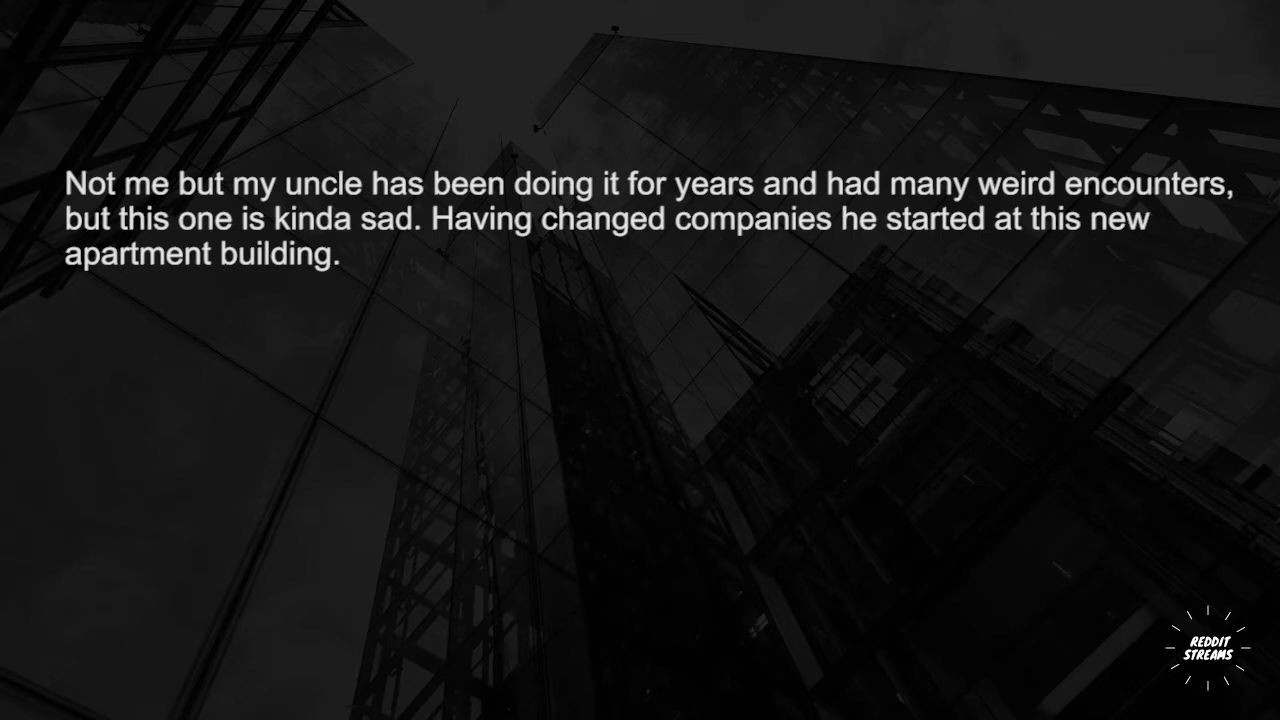 Not me but my uncle has been doing it for years and had many weird encounters,
but this one is kinda sad. Having changed companies he started at this new
apartment building.
REDDIT
STREAMS